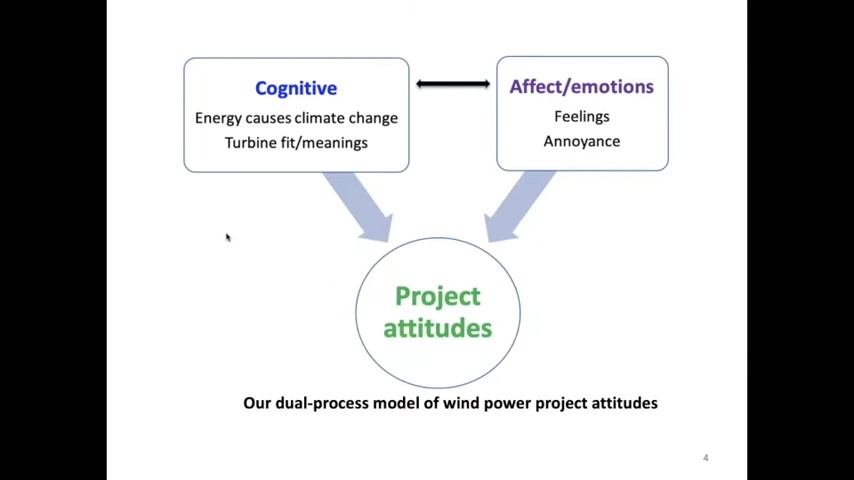 Cognitive
Energy causes climate change
Turbine fit/meanings
Affect/emotions
Feelings
Annoyance
Project
attitudes
Our dual-process model of wind power project attitudes
4